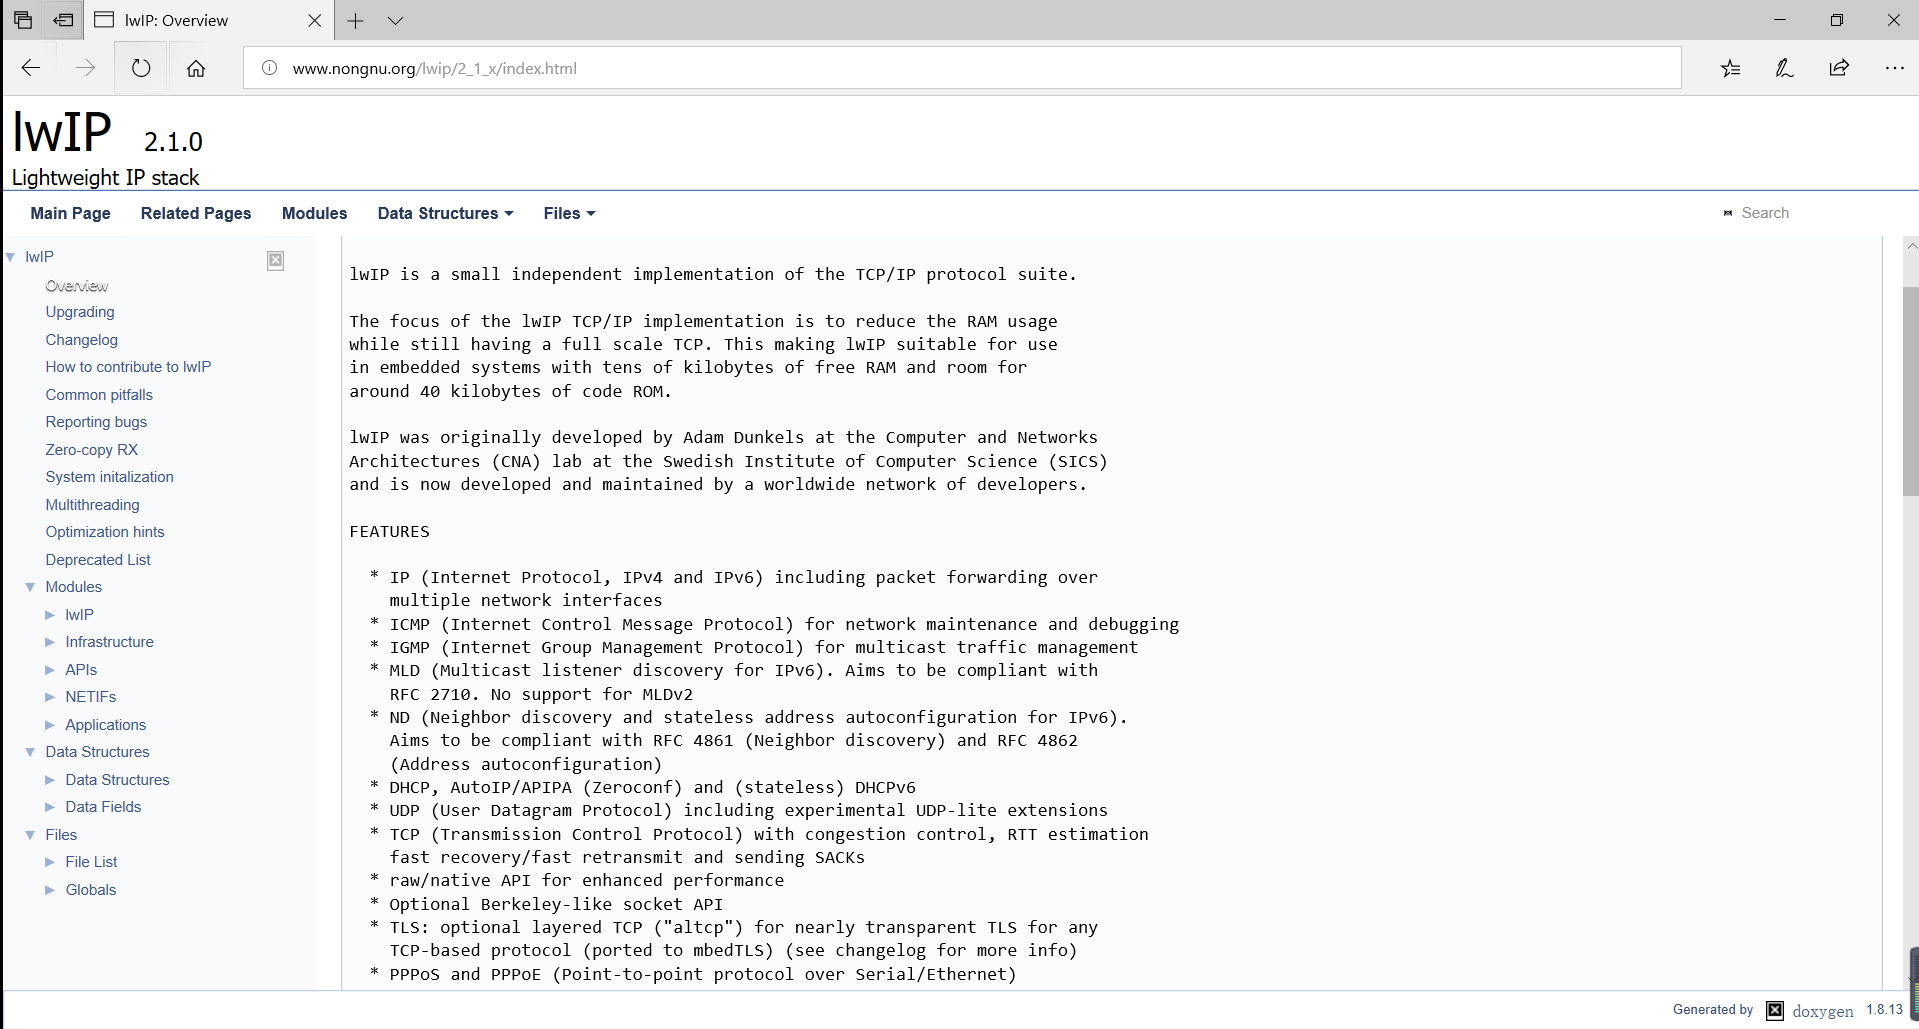 lwIP: Overview
www.nongnu.org/lwip/2_1_x/index.html
lwIP 2.1.0
Lightweight IP stack
Main Page Related Pages Modules Data Structures Files Search
lwIP
Overview
Upgrading
Changelog
How to contribute to lwIP
Common pitfalls
Reporting bugs
Zero-copy RX
System initalization
Multithreading
Optimization hints
Deprecated List
Modules
lwIP
Infrastructure
APIs
NETIFs
Applications
Data Structures
Data Structures
Data Fields
Files
File List
Globals
lwIP is a small independent implementation of the TCP/IP protocol suite.
The focus of the lwIP TCP/IP implementation is to reduce the RAM usage
while still having a full scale TCP. This making lwIP suitable for use
in embedded systems with tens of kilobytes of free RAM and room for
around 40 kilobytes of code ROM.
lwIP was originally developed by Adam Dunkels at the Computer and Networks
Architectures (CNA) lab at the Swedish Institute of Computer Science (SICS)
and is now developed and maintained by a worldwide network of developers.
FEATURES
* IP (Internet Protocol, IPv4 and IPv6) including packet forwarding over
multiple network interfaces
* ICMP (Internet Control Message Protocol) for network maintenance and debugging
* IGMP (Internet Group Management Protocol) for multicast traffic management
* MLD (Multicast listener discovery for IPv6). Aims to be compliant with
RFC 2710. No support for MLDv2
* ND (Neighbor discovery and stateless address autoconfiguration for IPv6).
Aims to be compliant with RFC 4861 (Neighbor discovery) and RFC 4862
(Address autoconfiguration)
* DHCP, AutoIP/APIPA (Zeroconf) and (stateless) DHCPv6
* UDP (User Datagram Protocol) including experimental UDP-lite extensions
* TCP (Transmission Control Protocol) with congestion control, RTT estimation
fast recovery/fast retransmit and sending SACKs
* raw/native API for enhanced performance
* Optional Berkeley-like socket API
* TLS: optional layered TCP ("altcp") for nearly transparent TLS for any
TCP-based protocol (ported to mbedTLS) (see changelog for more info)
* PPPoS and PPPoE (Point-to-point protocol over Serial/Ethernet)
Generated by doxygen 1.8.13